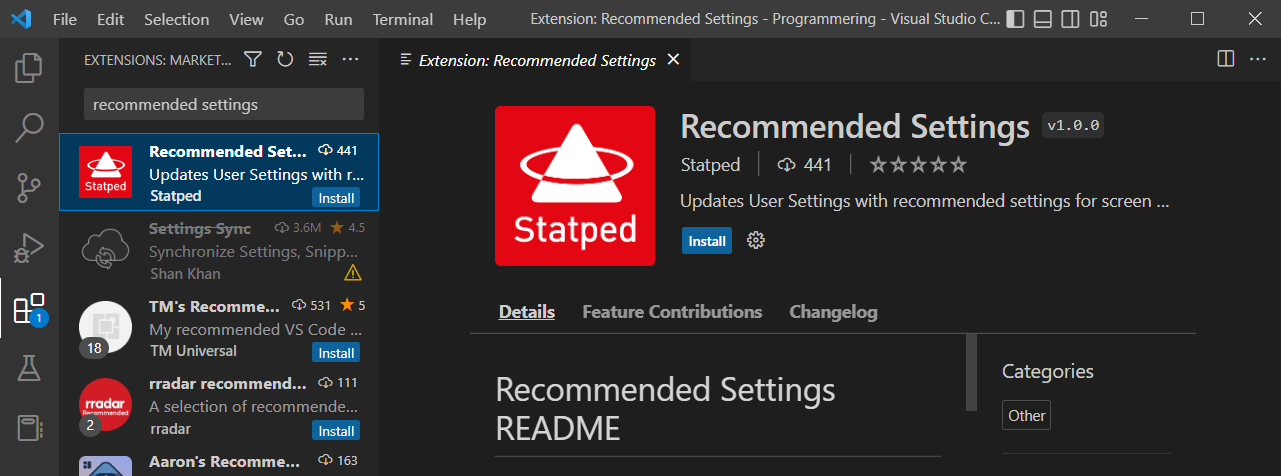 File Edit Selection View Go Run Terminal Help Extension: Recommended Settings - Programmering - Visual Studio C...
EXTENSIONS: MARKET...
recommended settings
Recommended Set... 441
Updates User Settings with r...
Statped Install
Settings Sync 3.6M 4.5
Synchronize Settings, Snipp...
Shan Khan
TM's Recomme... 531 5
My recommended VS Code ...
18 TM Universal Install
rradar recommend... 111
A selection of recommende...
2 rradar Install
Aaron's Recomme... 163
1
Statped
rradar
Recommended
Extension: Recommended Settings
Statped
Recommended Settings v1.0.0
Statped 441
Updates User Settings with recommended settings for screen ...
Install
Details Feature Contributions Changelog
Recommended Settings
README
Categories
Other